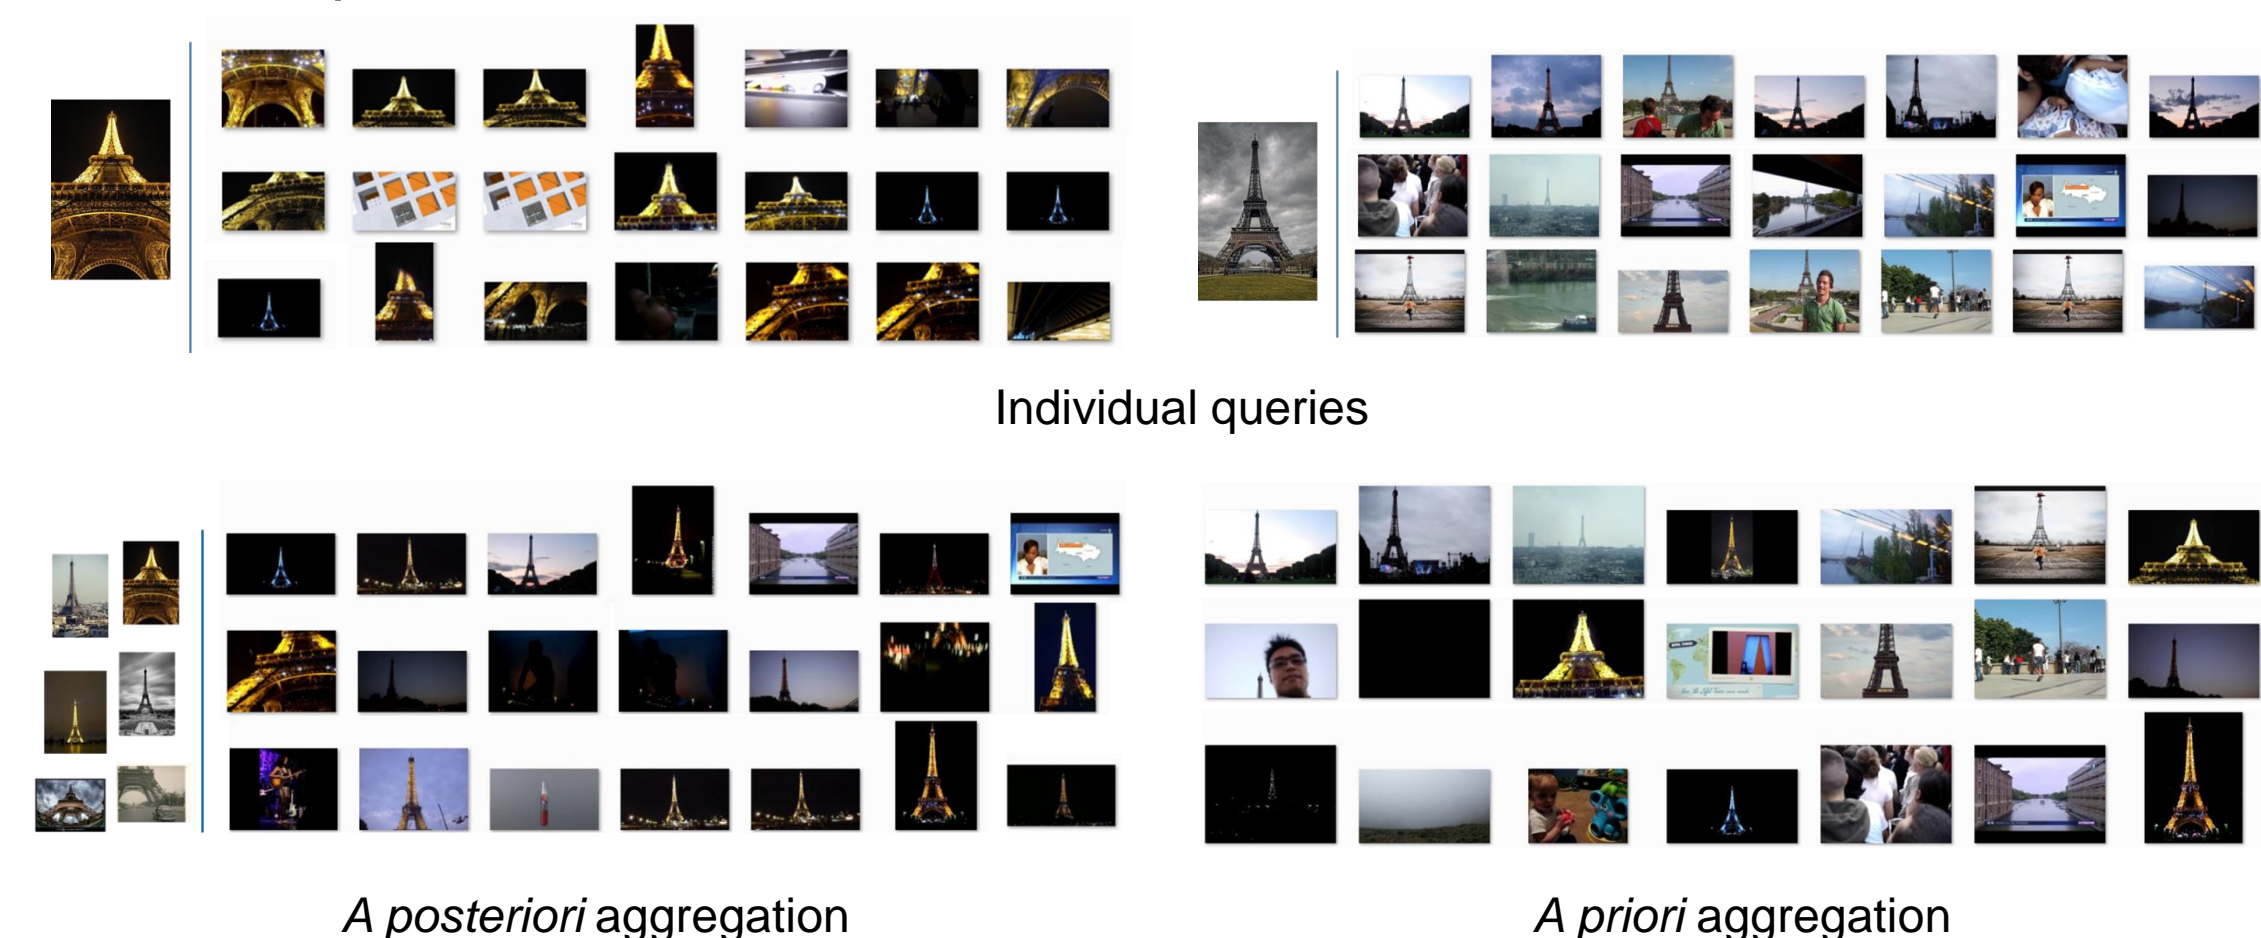 Individual queries
A posteriori aggregation
A priori aggregation